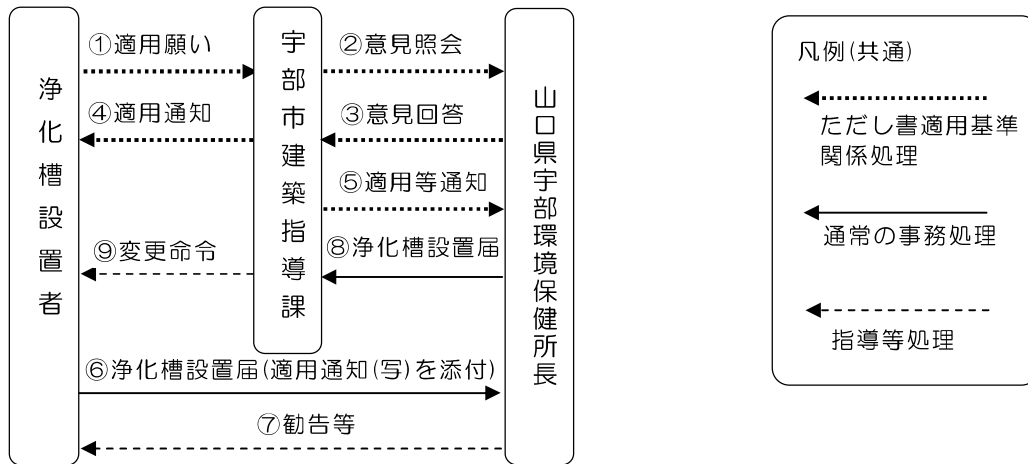 浄化槽設置者
宇部市建築指導課
山口県宇部環境保健所長
①適用願い
②意見照会
④適用通知
③意見回答
⑤適用等通知
⑨変更命令
⑧浄化槽設置届
⑥浄化槽設置届(適用通知(写)を添付)
⑦勧告等
凡例(共通)
ただし書適用基準
関係処理
通常の事務処理
指導等処理